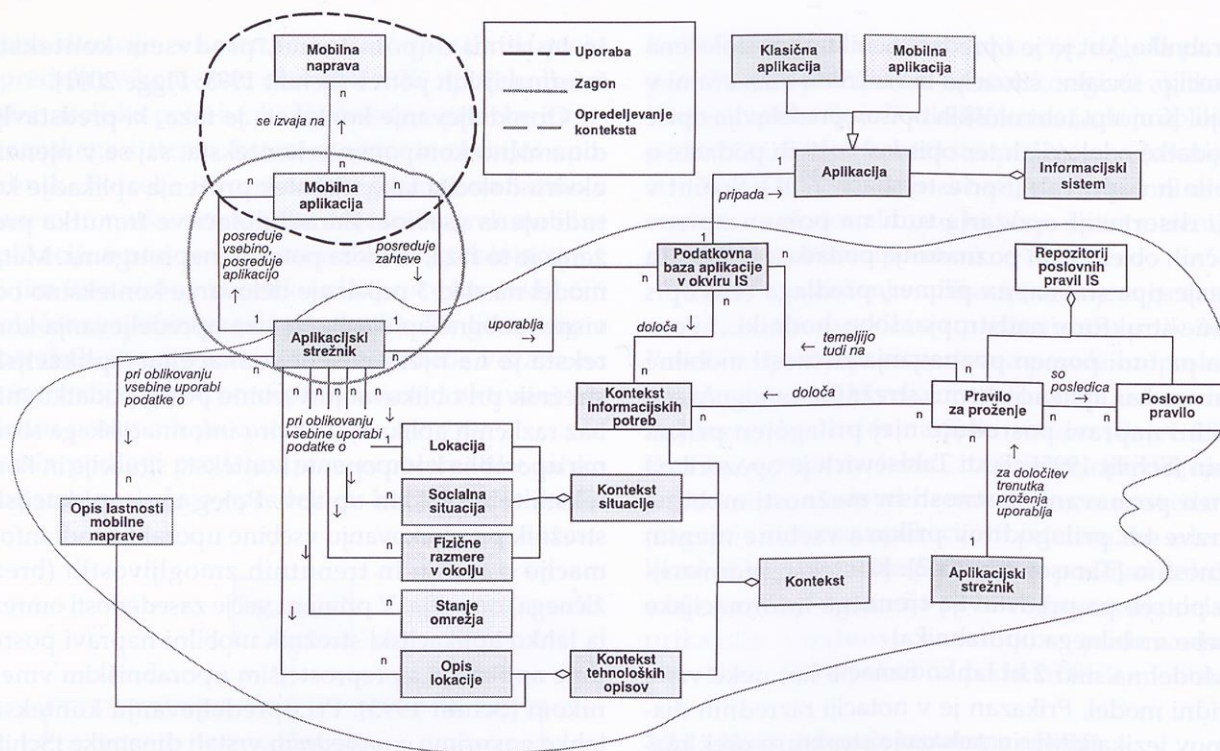 Mobilna
naprava
n
se izvaja na
n
n
Mobilna
aplikacija
n
posreduje
vsebino,
posreduje
aplikacijo
posreduje
zahteve
1
1
Aplikacijski
strežnik
n
n
Uporaba
Zagon
Opredeljevanje
konteksta
Klasična
aplikacija
Mobilna
aplikacija
1
Aplikacija
pripada
Informacijski
sistem
1
Podatkovna
baza aplikacije
v okviru IS
n
n
n
Repozitorij
poslovnih
pravil IS
uporablja
določa
temeljijo
tudi na
n
Kontekst
informacijskih
potreb
n
n
določa
n
Pravilo
za proženje
n
n
n
posledica
n
n
Poslovno
pravilo
pri oblikovanju
vsebine uporabi
podatke o
pri oblikovanju
vsebine uporabi
podatke o
1
Lokacija
n
Opis lastnosti
mobilne
naprave
n
Socialna
situacija
Kontekst
situacije
n
Fizične
razmere
v okolju
n
Stanje
omrežja
n
Opis
lokacije
Kontekst
tehnoloških
opisov
Kontekst
za določitev
trenutka
proženja
uporablja
1
Aplikacijski
strežnik